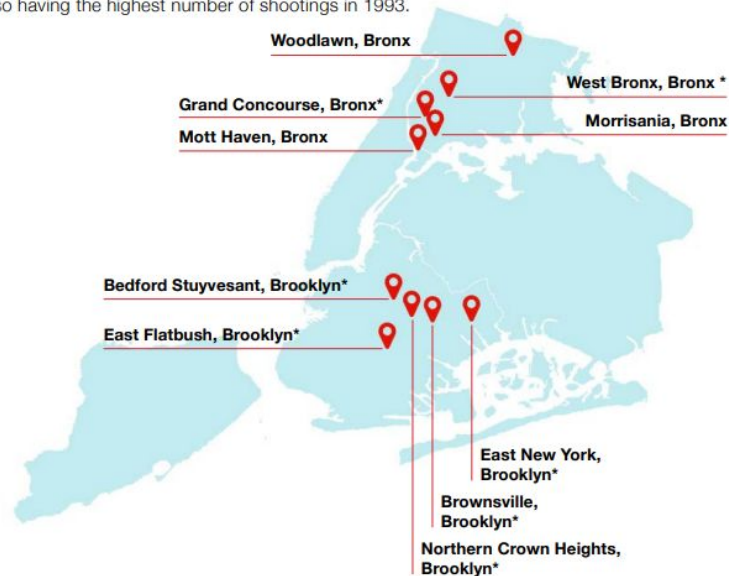 so having the highest number of shootings in 1993.
Woodlawn, Bronx
West Bronx, Bronx *
Grand Concourse, Bronx*
Morrisania, Bronx
Mott Haven, Bronx
Bedford Stuyvesant, Brooklyn*
East Flatbush, Brooklyn*
East New York,
Brooklyn*
Brownsville,
Brooklyn*
Northern Crown Heights,
Brooklyn*